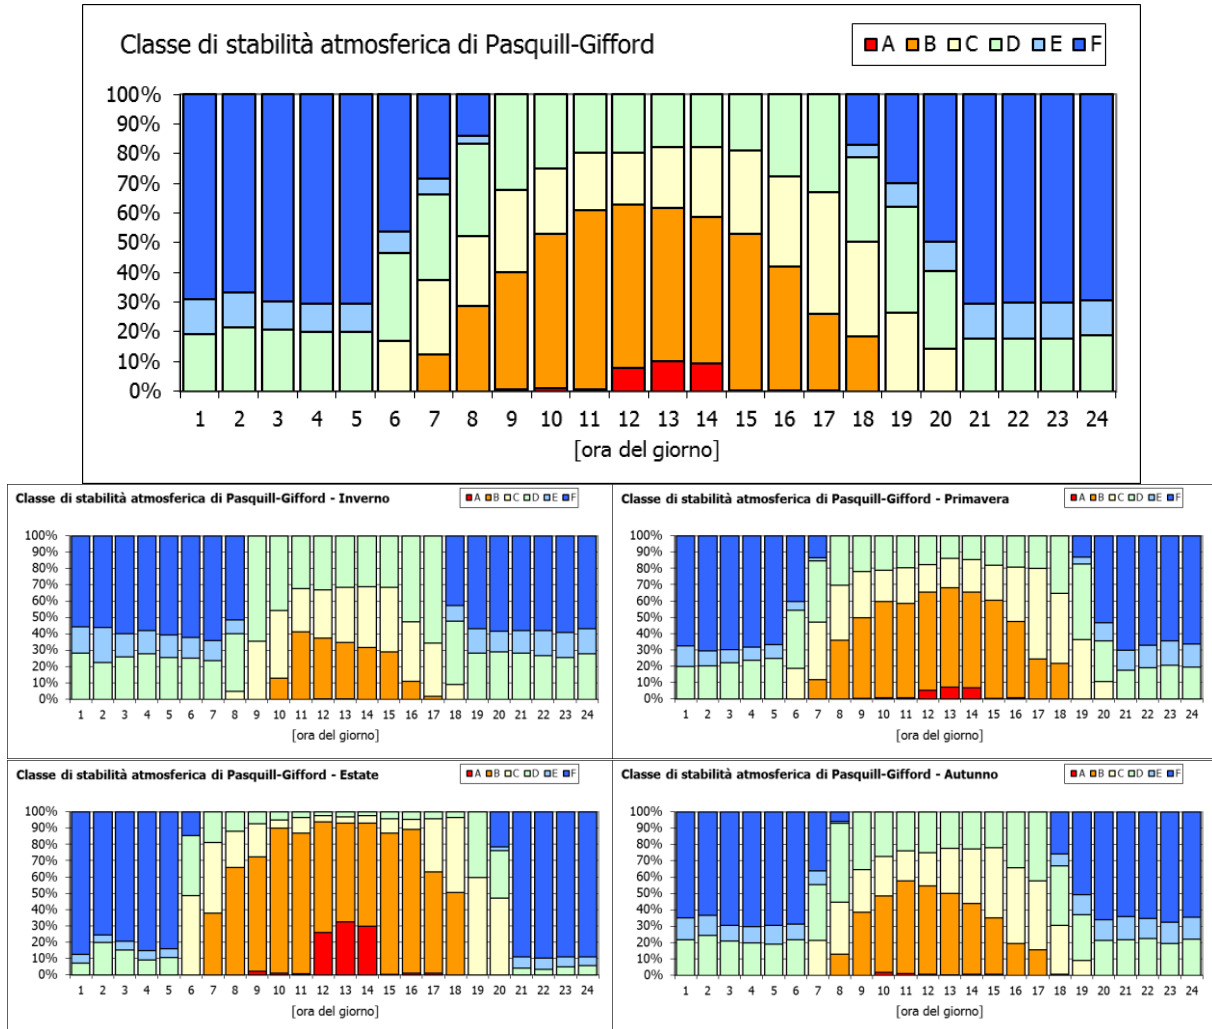 Classe di stabilità atmosferica di Pasquill-Gifford
A B C D E F
100%
90%
80%
70%
60%
50%
40%
30%
20%
10%
0%
1 2 3 4 5 6 7 8 9 10 11 12 13 14 15 16 17 18 19 20 21 22 23 24
[ora del giorno]
Classe di stabilità atmosferica di Pasquill-Gifford - Inverno
A B C D E F
100%
90%
80%
70%
60%
50%
40%
30%
20%
10%
0%
1 2 3 4 5 6 7 8 9 10 11 12 13 14 15 16 17 18 19 20 21 22 23 24
[ora del giorno]
Classe di stabilità atmosferica di Pasquill-Gifford - Primavera
A B C D E F
100%
90%
80%
70%
60%
50%
40%
30%
20%
10%
0%
1 2 3 4 5 6 7 8 9 10 11 12 13 14 15 16 17 18 19 20 21 22 23 24
[ora del giorno]
Classe di stabilità atmosferica di Pasquill-Gifford - Estate
A B C D E F
100%
90%
80%
70%
60%
50%
40%
30%
20%
10%
0%
1 2 3 4 5 6 7 8 9 10 11 12 13 14 15 16 17 18 19 20 21 22 23 24
[ora del giorno]
Classe di stabilità atmosferica di Pasquill-Gifford - Autunno
A B C D E F
100%
90%
80%
70%
60%
50%
40%
30%
20%
10%
0%
1 2 3 4 5 6 7 8 9 10 11 12 13 14 15 16 17 18 19 20 21 22 23 24
[ora del giorno]